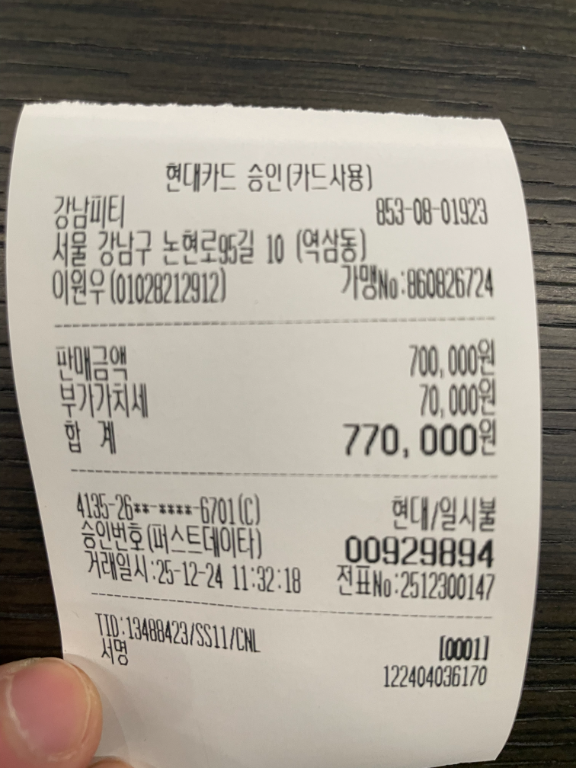 현대카드 승인(카드사용)
강남피티 853-08-01923
서울 강남구 논현로95길 10 (역삼동)
이원우(01028212912) 가맹No:860826724
판매금액 700,000원
부가가치세 70,000원
합 계 770,000원
4135-26**-****-6701(C) 현대/일시불
승인번호(퍼스트데이타) 00929894
거래일시:25-12-24 11:32:18 전표No:2512300147
TID:13488423/SS11/CNL [0001]
서명 122404036170